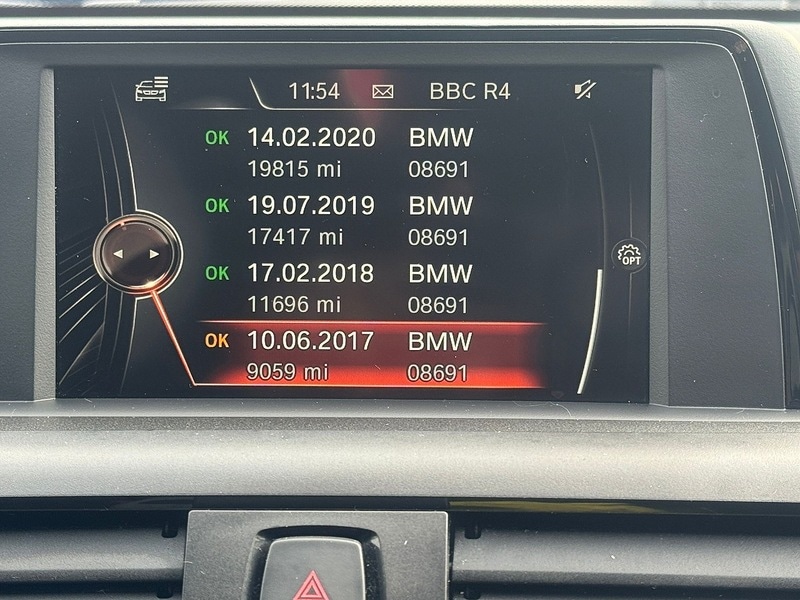 11:54 BBC R4
OK 14.02.2020 BMW
19815 mi 08691
OK 19.07.2019 BMW
17417 mi 08691
OK 17.02.2018 BMW
11696 mi 08691
OK 10.06.2017 BMW
9059 mi 08691
OPT